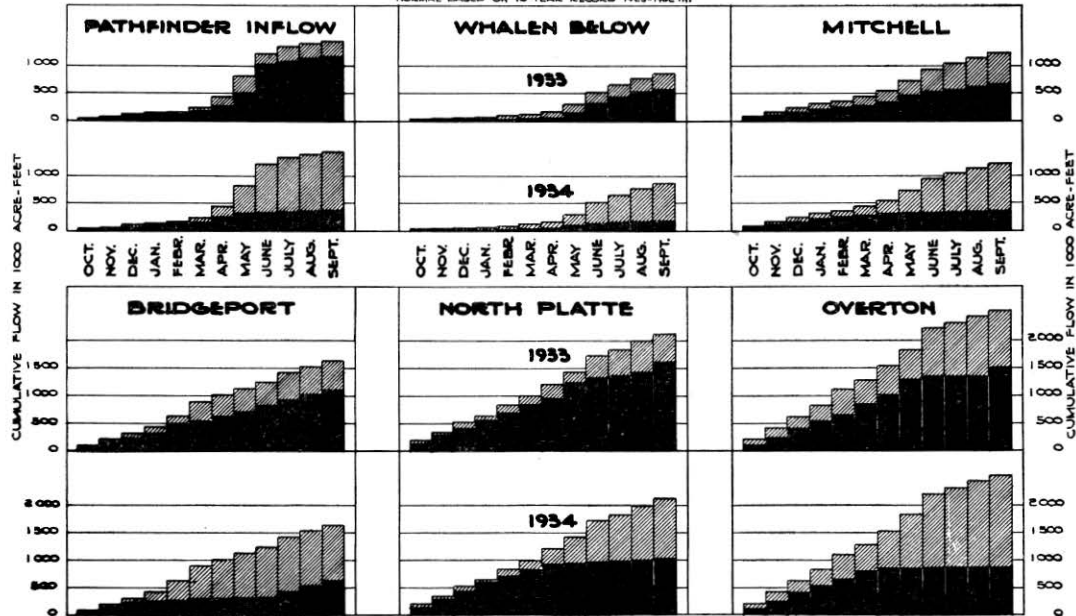 PATHFINDER INFLOW
WHALEN BELOW
MITCHELL
1933
1000
500
0
1000
500
0
1934
1000
500
0
1000
500
0
OCT.
NOV.
DEC.
JAN.
FEBR.
MAR.
APR.
MAY
JUNE
JULY
AUG.
SEPT.
OCT.
NOV.
DEC.
JAN.
FEBR.
MAR.
APR.
MAY
JUNE
JULY
AUG.
SEPT.
OCT.
NOV.
DEC.
JAN.
FEBR.
MAR.
APR.
MAY
JUNE
JULY
AUG.
SEPT.
CUMULATIVE FLOW IN 1000 ACRE-FEET
CUMULATIVE FLOW IN 1000 ACRE-FEET
BRIDGEPORT
NORTH PLATTE
OVERTON
1933
1500
1000
500
0
2000
1500
1000
500
0
1934
2000
1500
1000
500
0
2000
1500
1000
500
0